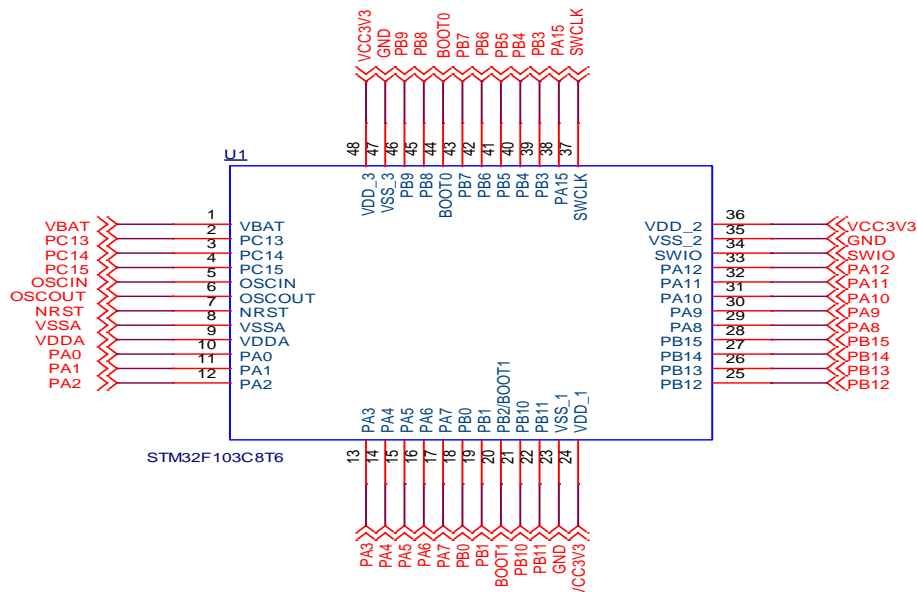 VCC3V3 GND PB9 PB8 BOOT0 PB7 PB6 PB5 PB4 PB3 PA15 SWCLK
48 47 46 45 44 43 42 41 40 39 38 37
U1
VDD_3 VSS_3 PB9 PB8 BOOT0 PB7 PB6 PB5 PB4 PB3 PA15 SWCLK
VBAT 1 VBAT VDD_2 36 VCC3V3
PC13 2 PC13 VSS_2 35 GND
PC14 3 PC14 SWIO 34 SWIO
PC15 4 PC15 PA12 33 PA12
OSCIN 5 OSCIN PA11 32 PA11
OSCOUT 6 OSCOUT PA10 31 PA10
NRST 7 NRST PA9 30 PA9
VSSA 8 VSSA PA8 29 PA8
VDDA 9 VDDA PB15 28 PB15
PA0 10 PA0 PB14 27 PB14
PA1 11 PA1 PB13 26 PB13
PA2 12 PA2 PB12 25 PB12
PA3 PA4 PA5 PA6 PA7 PB0 PB1 PB2/BOOT1 PB10 PB11 VSS_1 VDD_1
STM32F103C8T6
13 14 15 16 17 18 19 20 21 22 23 24
PA3 PA4 PA5 PA6 PA7 PB0 PB1 BOOT1 PB10 PB11 GND VCC3V3